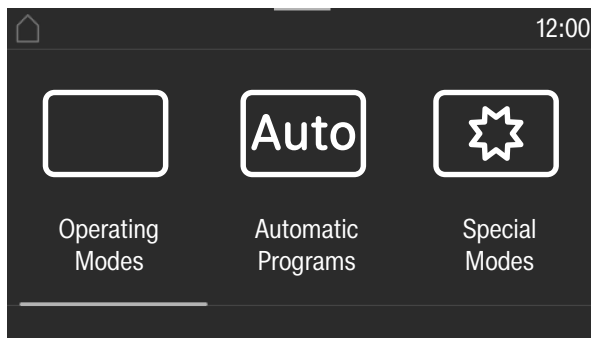 12:00
Auto
Operating
Modes
Automatic
Programs
Special
Modes